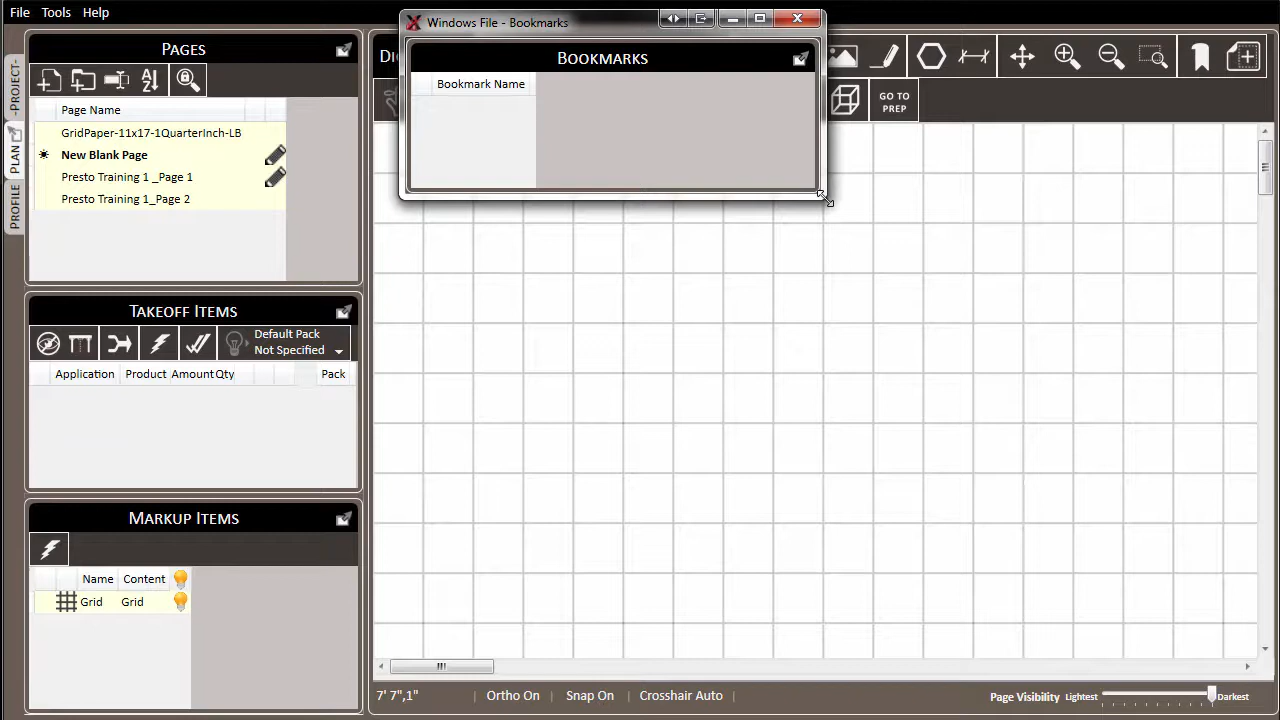 File Tools Help
Windows File - Bookmarks
PAGES
BOOKMARKS
Bookmark Name
GO TO
PREP
-PROJECT-
PLAN
PROFILE
Page Name
GridPaper-11x17-1QuarterInch-LB
New Blank Page
Presto Training 1 _Page 1
Presto Training 1_Page 2
TAKEOFF ITEMS
Default Pack
Not Specified
Application Product Amount Qty Pack
MARKUP ITEMS
Name Content
Grid Grid
7' 7",1" Ortho On Snap On Crosshair Auto Page Visibility Lightest Darkest